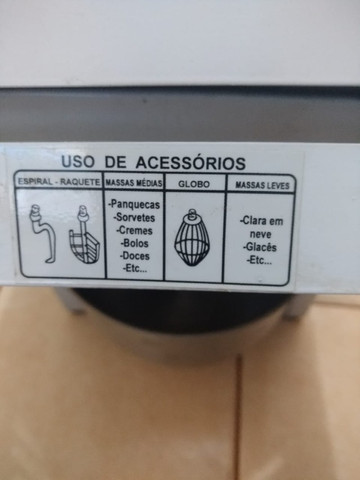 USO DE ACESSÓRIOS
ESPIRAL - RAQUETE
MASSAS MÉDIAS
-Panquecas
-Sorvetes
-Cremes
-Bolos
-Doces
-Etc...
GLOBO
MASSAS LEVES
-Clara em
neve
-Glacês
-Etc...